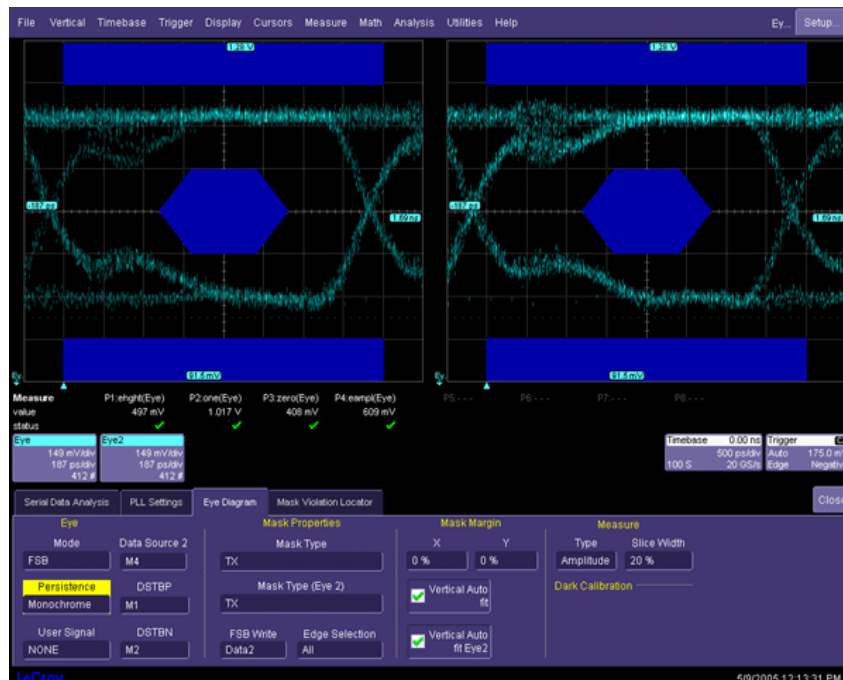 File Vertical Timebase Trigger Display Cursors Measure Math Analysis Utilities Help Ey... Setup...
1.28 V 1.28 V
-187 ps -187 ps
1.69 ns 1.69 ns
91.5 mV 91.5 mV
Ey Ey
Measure P1:ehght(Eye) P2:one(Eye) P3:zero(Eye) P4:eampl(Eye) P5:- - - P6:- - - P7:- - - P8:- - -
value 497 mV 1.017 V 408 mV 609 mV
status
Eye Eye2 Timebase 0.00 ns Trigger
149 mV/div 149 mV/div 500 ps/div Auto 175.0 mV
187 ps/div 187 ps/div 100 S 20 GS/s Edge Negativ
412 # 412 #
Serial Data Analysis PLL Settings Eye Diagram Mask Violation Locator Close
Eye Mask Properties Mask Margin Measure
Mode Data Source 2 Mask Type X Y Type Slice Width
FSB M4 TX 0 % 0 % Amplitude 20 %
Persistence DSTBP Mask Type (Eye 2) Vertical Auto fit Dark Calibration
Monochrome M1 TX
User Signal DSTBN FSB Write Edge Selection Vertical Auto fit Eye2
NONE M2 Data2 All
LeCroy 5/9/2005 12:13:31 PM